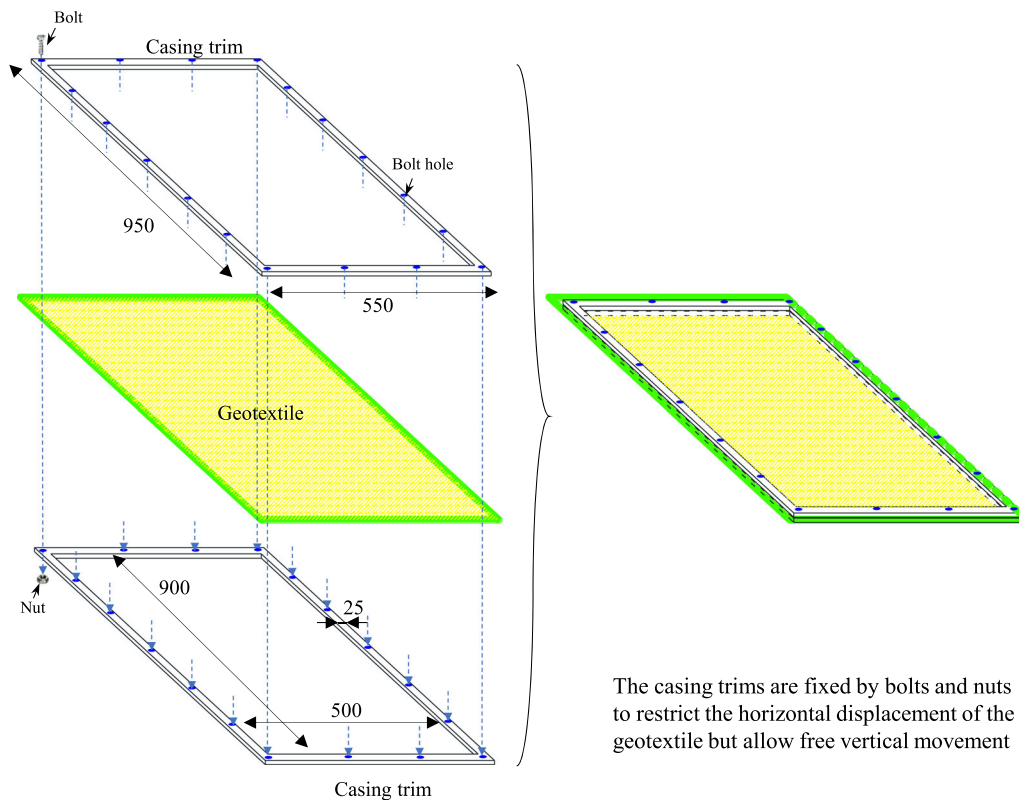 Bolt
Casing trim
Bolt hole
950
550
Geotextile
900
25
Nut
500
Casing trim
The casing trims are fixed by bolts and nuts
to restrict the horizontal displacement of the
geotextile but allow free vertical movement